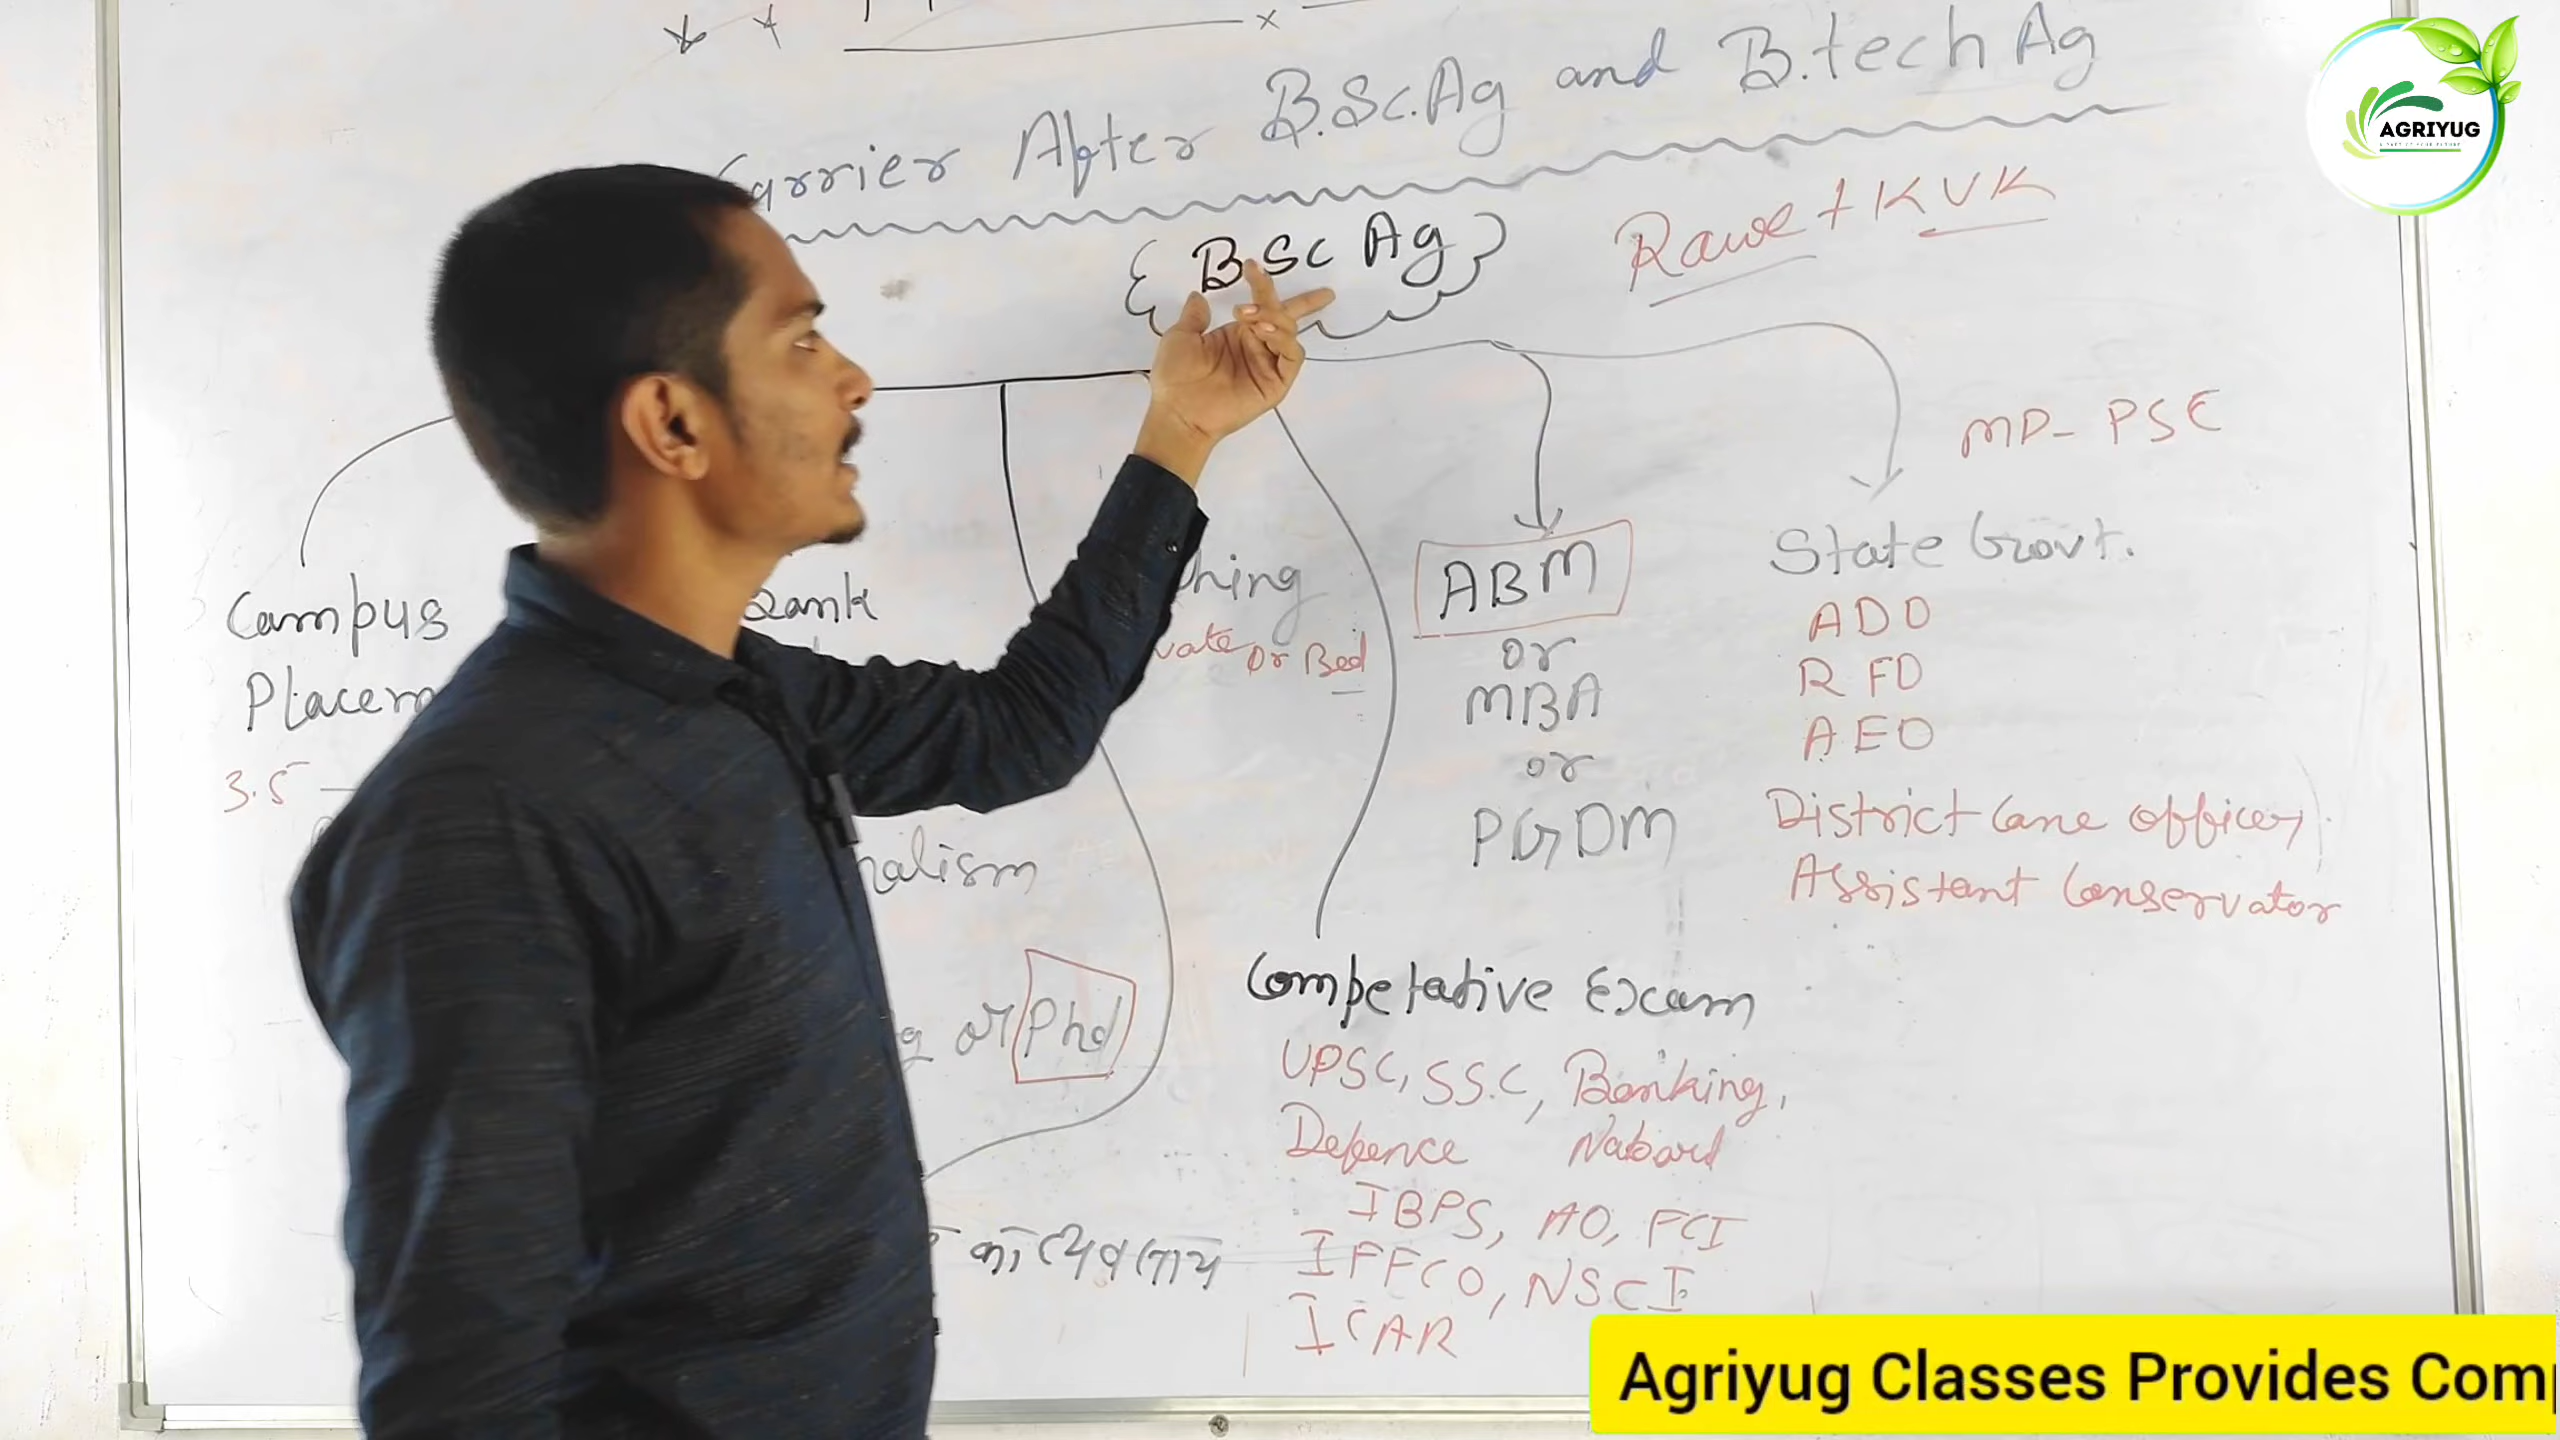 Carrier After B.Sc.Ag and B.tech Ag
AGRIYUG
{ B.Sc Ag }
Rawe + KVK
MP-PSC
Campus
Placem
3.5
Bank
hing
vate or Bed
nalism
g or Phd
ABM
or
MBA
or
PGDM
State Govt.
ADO
RFO
AEO
District Cane officer
Assistant Conservator
Competative Exam
UPSC, SSC, Banking,
Defence Nabard
IBPS, AO, FCI
IFFCO, NSCI
ICAR
का व्यवसाय
Agriyug Classes Provides Com